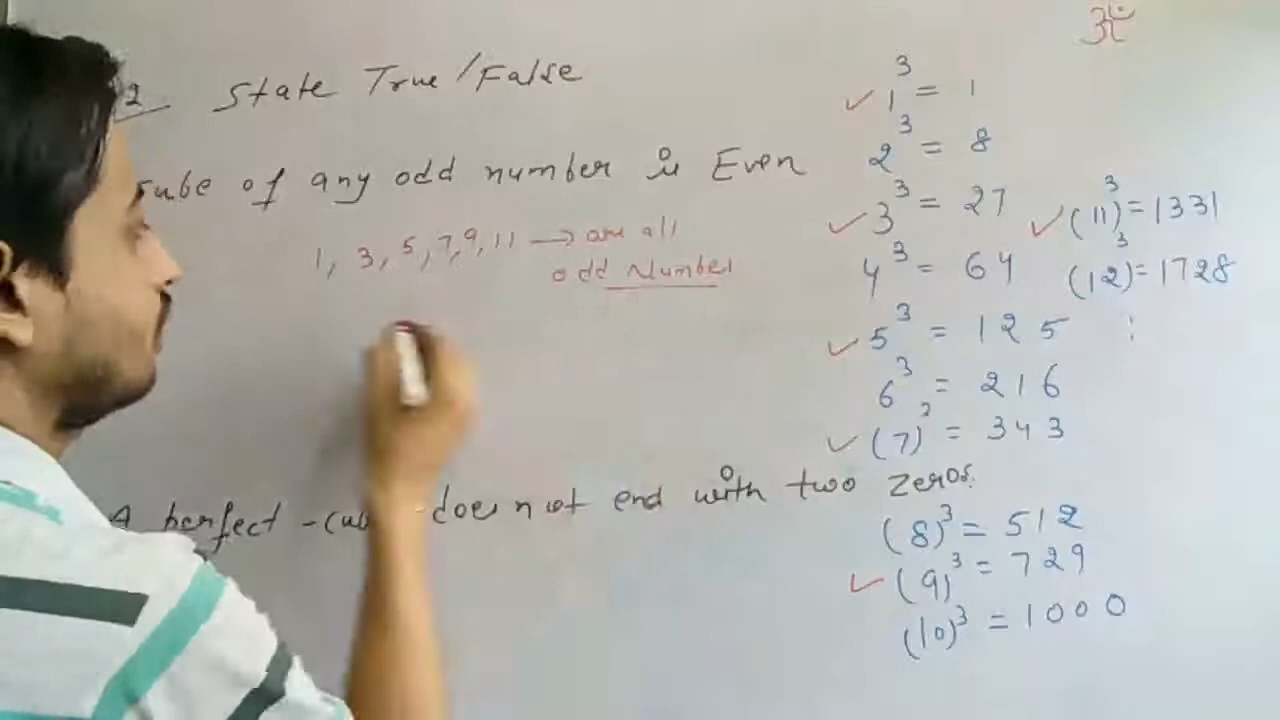 2 State True/False
cube of any odd number is Even
1, 3, 5, 7, 9, 11 → are all
odd Number
A perfect -cu does not end with two zeros.
ॐ
1³ = 1
2³ = 8
3³ = 27
4³ = 64
5³ = 125
6³ = 216
(7)³ = 343
(8)³ = 512
(9)³ = 729
(10)³ = 1000
(11)³ = 1331
(12)³ = 1728
: